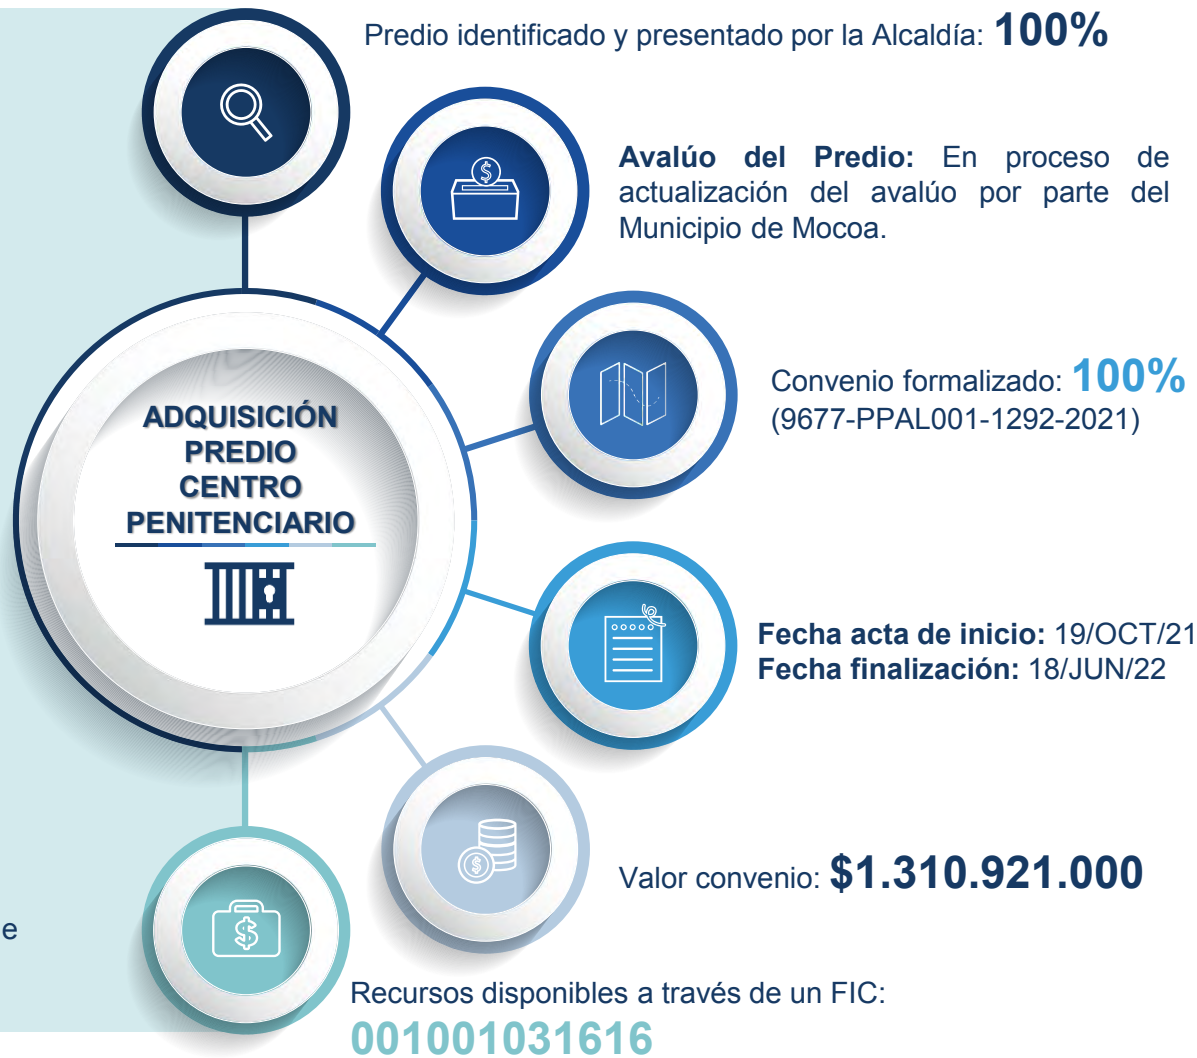 Predio identificado y presentado por la Alcaldía: 100%
Avalúo del Predio: En proceso de
actualización del avalúo por parte del
Municipio de Mocoa.
Convenio formalizado: 100%
(9677-PPAL001-1292-2021)
ADQUISICIÓN
PREDIO
CENTRO
PENITENCIARIO
Fecha acta de inicio: 19/OCT/21
Fecha finalización: 18/JUN/22
Valor convenio: $1.310.921.000
e
Recursos disponibles a través de un FIC:
001001031616